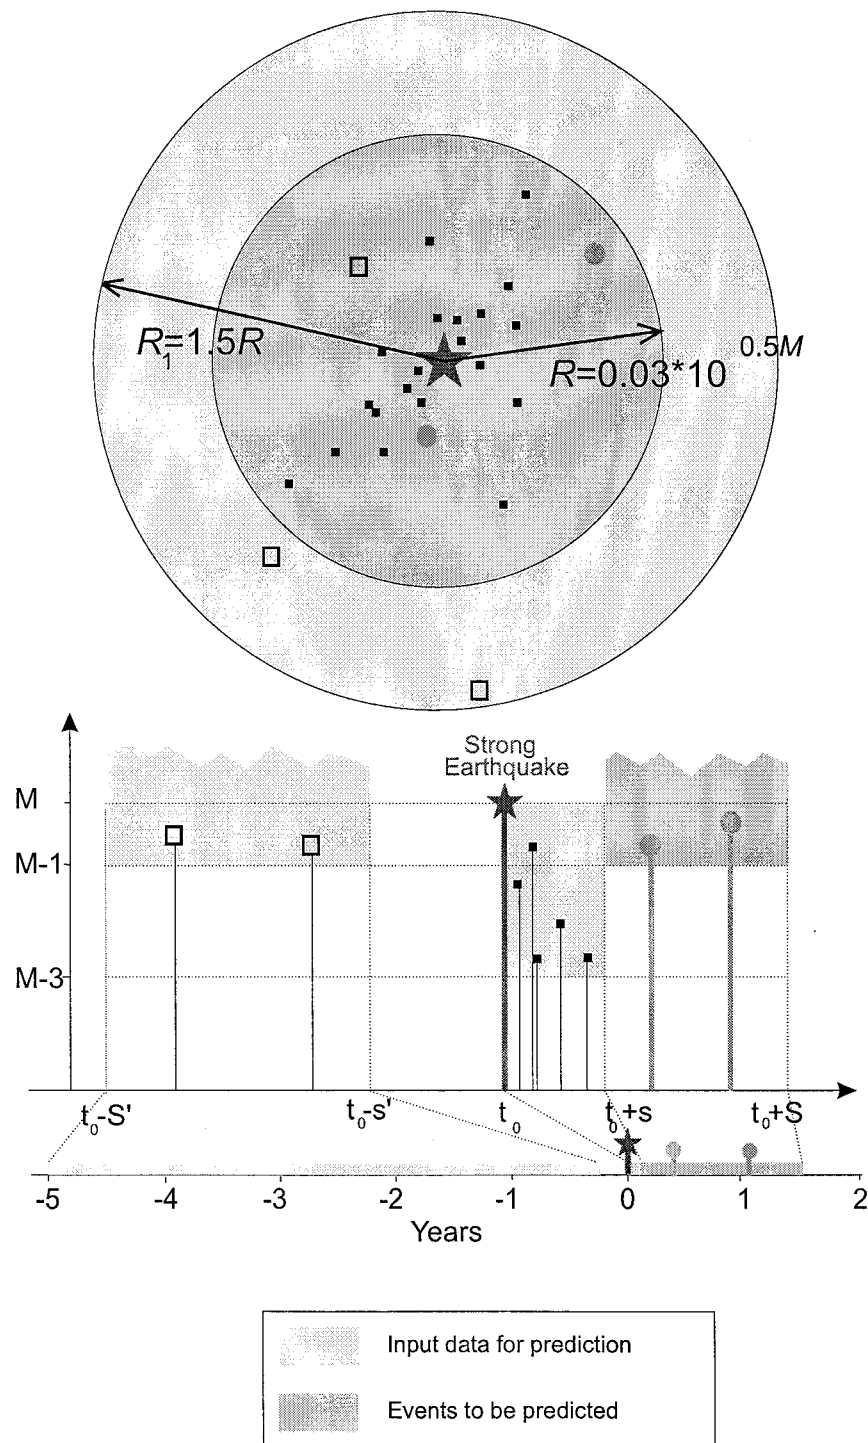 R₁=1.5R
R=0.03*10^0.5M
Strong
Earthquake
M
M-1
M-3
t₀-S'
t₀-s'
t₀
t₀+s
t₀+S
-5 -4 -3 -2 -1 0 1 2
Years
Input data for prediction
Events to be predicted